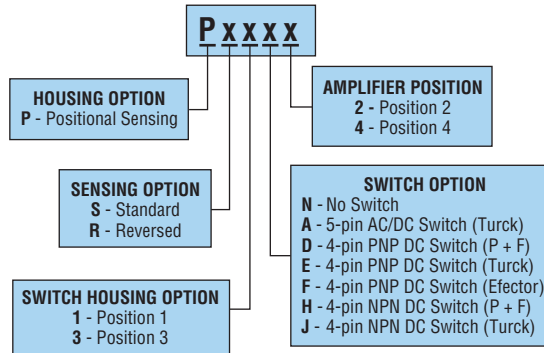 P x x x x
HOUSING OPTION
P - Positional Sensing
AMPLIFIER POSITION
2 - Position 2
4 - Position 4
SENSING OPTION
S - Standard
R - Reversed
SWITCH OPTION
N - No Switch
A - 5-pin AC/DC Switch (Turck)
D - 4-pin PNP DC Switch (P + F)
E - 4-pin PNP DC Switch (Turck)
F - 4-pin PNP DC Switch (Efector)
H - 4-pin NPN DC Switch (P + F)
J - 4-pin NPN DC Switch (Turck)
SWITCH HOUSING OPTION
1 - Position 1
3 - Position 3